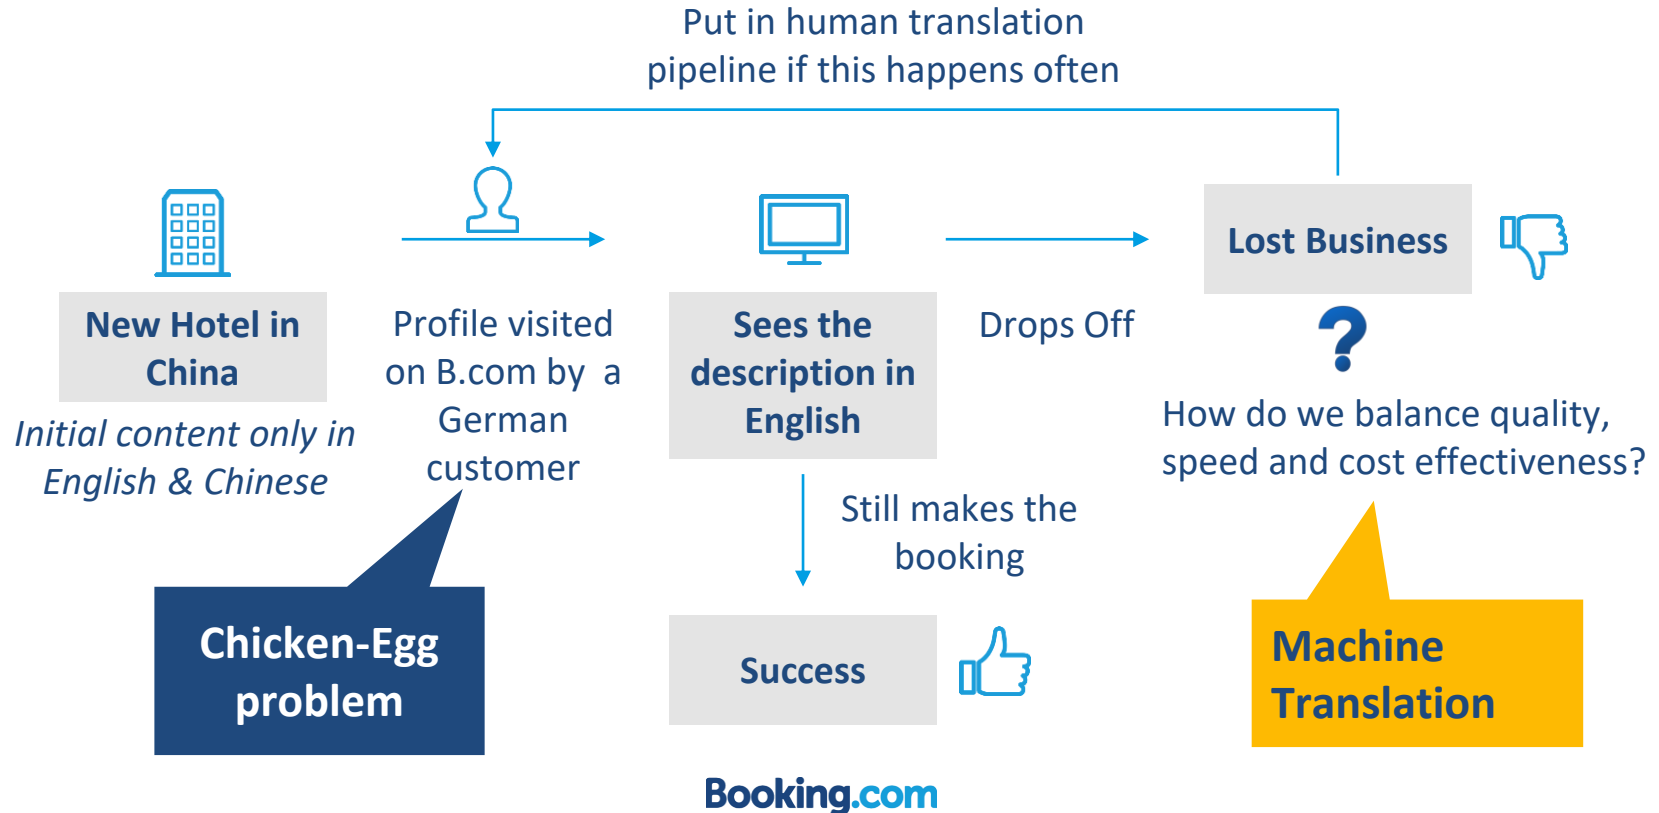 Put in human translation
pipeline if this happens often
New Hotel in
China
Initial content only in
English & Chinese
Profile visited
on B.com by a
German
customer
Chicken-Egg
problem
Sees the
description in
English
Still makes the
booking
Success
Drops Off
Lost Business
?
How do we balance quality,
speed and cost effectiveness?
Machine
Translation
Booking.com